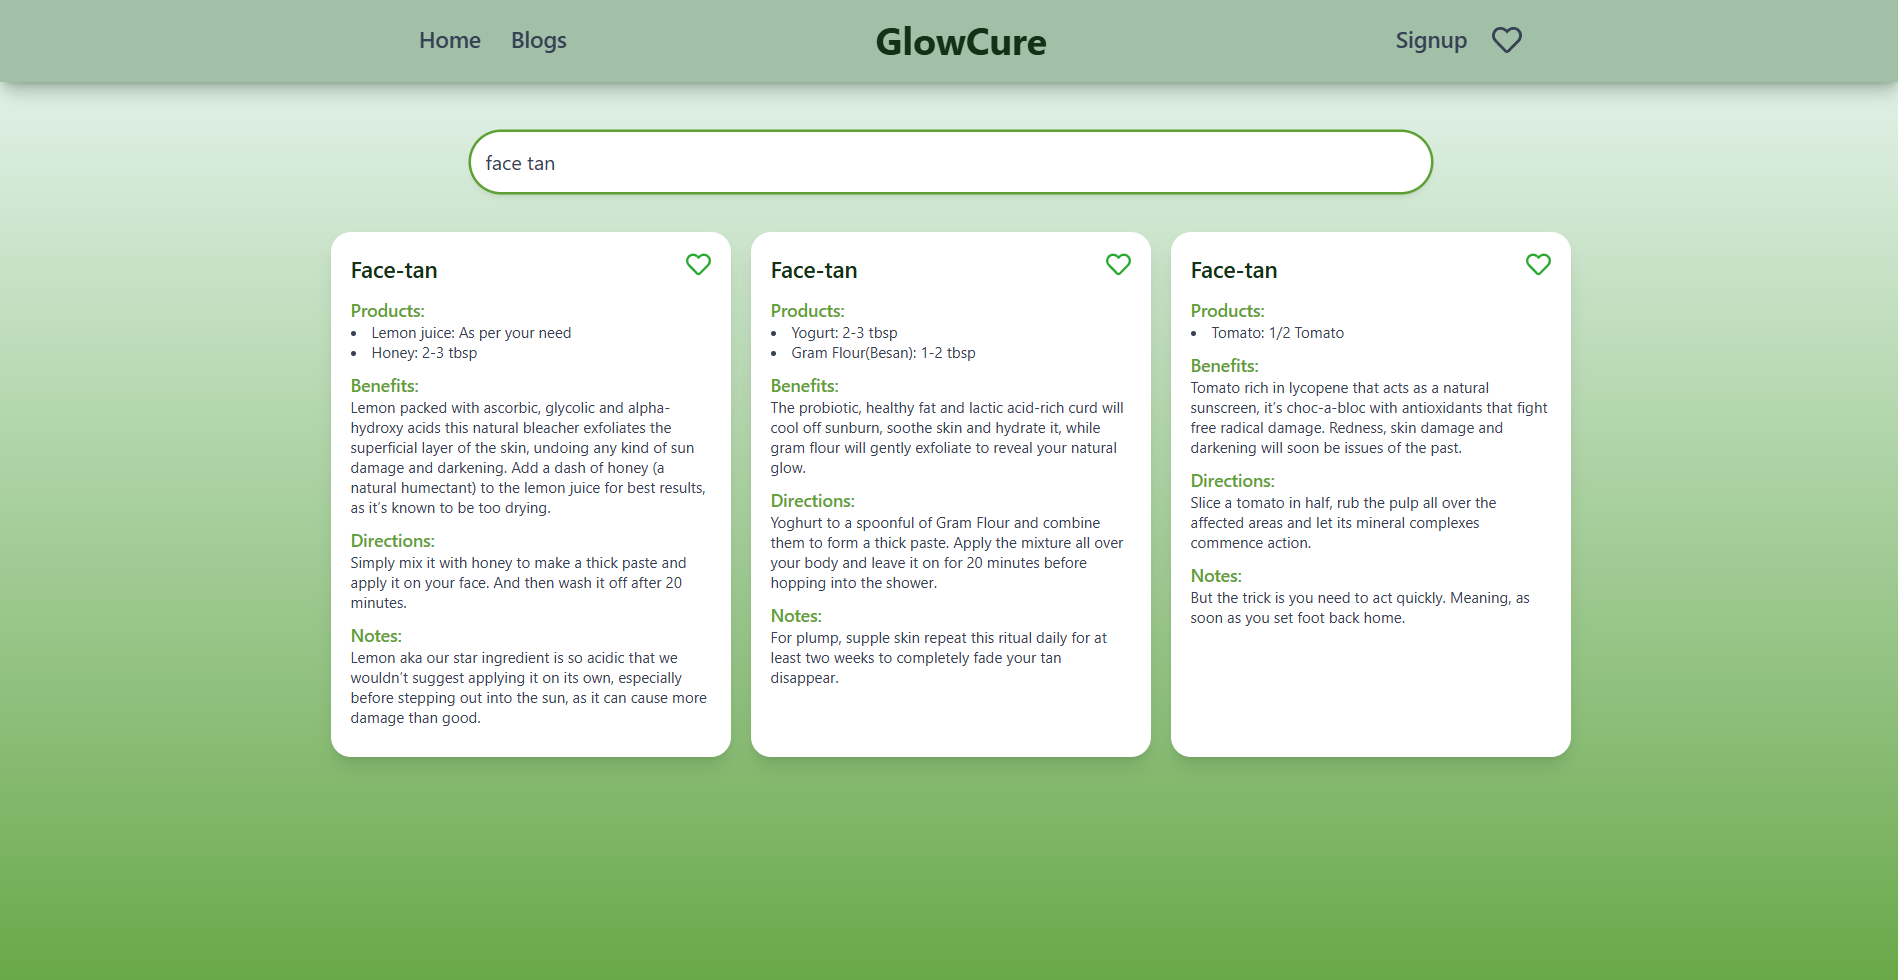 Home Blogs GlowCure Signup
face tan
Face-tan
Products:
• Lemon juice: As per your need
• Honey: 2-3 tbsp
Benefits:
Lemon packed with ascorbic, glycolic and alpha-
hydroxy acids this natural bleacher exfoliates the
superficial layer of the skin, undoing any kind of sun
damage and darkening. Add a dash of honey (a
natural humectant) to the lemon juice for best results,
as it’s known to be too drying.
Directions:
Simply mix it with honey to make a thick paste and
apply it on your face. And then wash it off after 20
minutes.
Notes:
Lemon aka our star ingredient is so acidic that we
wouldn’t suggest applying it on its own, especially
before stepping out into the sun, as it can cause more
damage than good.
Face-tan
Products:
• Yogurt: 2-3 tbsp
• Gram Flour(Besan): 1-2 tbsp
Benefits:
The probiotic, healthy fat and lactic acid-rich curd will
cool off sunburn, soothe skin and hydrate it, while
gram flour will gently exfoliate to reveal your natural
glow.
Directions:
Yoghurt to a spoonful of Gram Flour and combine
them to form a thick paste. Apply the mixture all over
your body and leave it on for 20 minutes before
hopping into the shower.
Notes:
For plump, supple skin repeat this ritual daily for at
least two weeks to completely fade your tan
disappear.
Face-tan
Products:
• Tomato: 1/2 Tomato
Benefits:
Tomato rich in lycopene that acts as a natural
sunscreen, it’s choc-a-bloc with antioxidants that fight
free radical damage. Redness, skin damage and
darkening will soon be issues of the past.
Directions:
Slice a tomato in half, rub the pulp all over the
affected areas and let its mineral complexes
commence action.
Notes:
But the trick is you need to act quickly. Meaning, as
soon as you set foot back home.